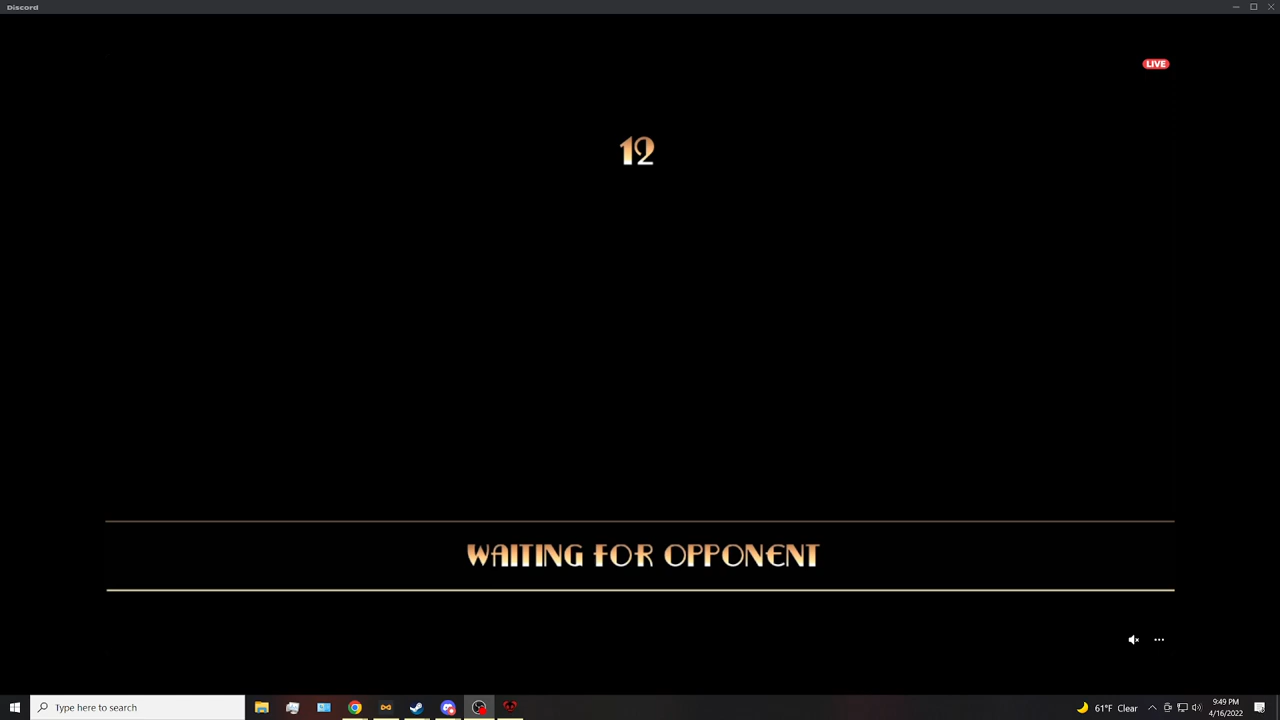 Discord
LIVE
12
WAITING FOR OPPONENT
Type here to search
61°F Clear
9:49 PM
4/16/2022